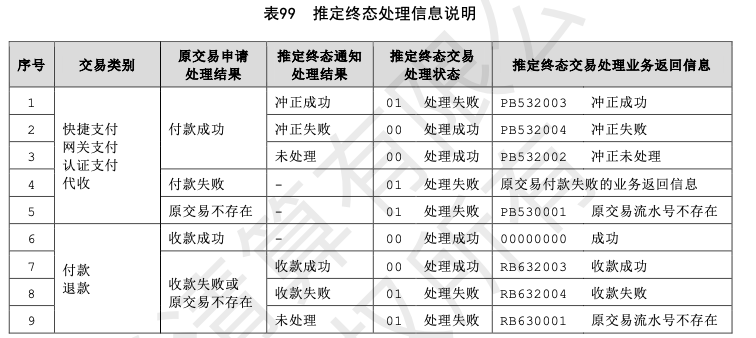 表99 推定终态处理信息说明
序号 交易类别 原交易申请处理结果 推定终态通知处理结果 推定终态交易处理状态 推定终态交易处理业务返回信息
1 快捷支付 网关支付 认证支付 代收 付款成功 冲正成功 01 处理失败 PB532003 冲正成功
2 冲正失败 00 处理成功 PB532004 冲正失败
3 未处理 00 处理成功 PB532002 冲正未处理
4 付款失败 – 01 处理失败 原交易付款失败的业务返回信息
5 原交易不存在 – 01 处理失败 PB530001 原交易流水号不存在
6 付款 退款 收款成功 – 00 处理成功 00000000 成功
7 收款失败或原交易不存在 收款成功 00 处理成功 RB632003 收款成功
8 收款失败 01 处理失败 RB632004 收款失败
9 未处理 01 处理失败 RB630001 原交易流水号不存在
清算有限公
权所有